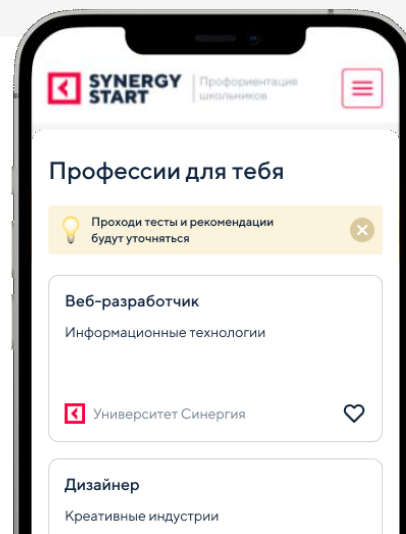 SYNERGY
START
Профориентация
школьников
Профессии для тебя
Проходи тесты и рекомендации
будут уточняться
Веб-разработчик
Информационные технологии
Университет Синергия
Дизайнер
Креативные индустрии